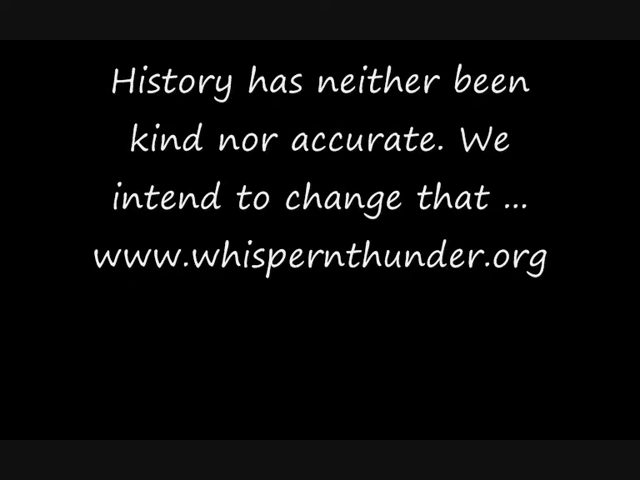 History has neither been
kind nor accurate. We
intend to change that ...
www.whispernthunder.org